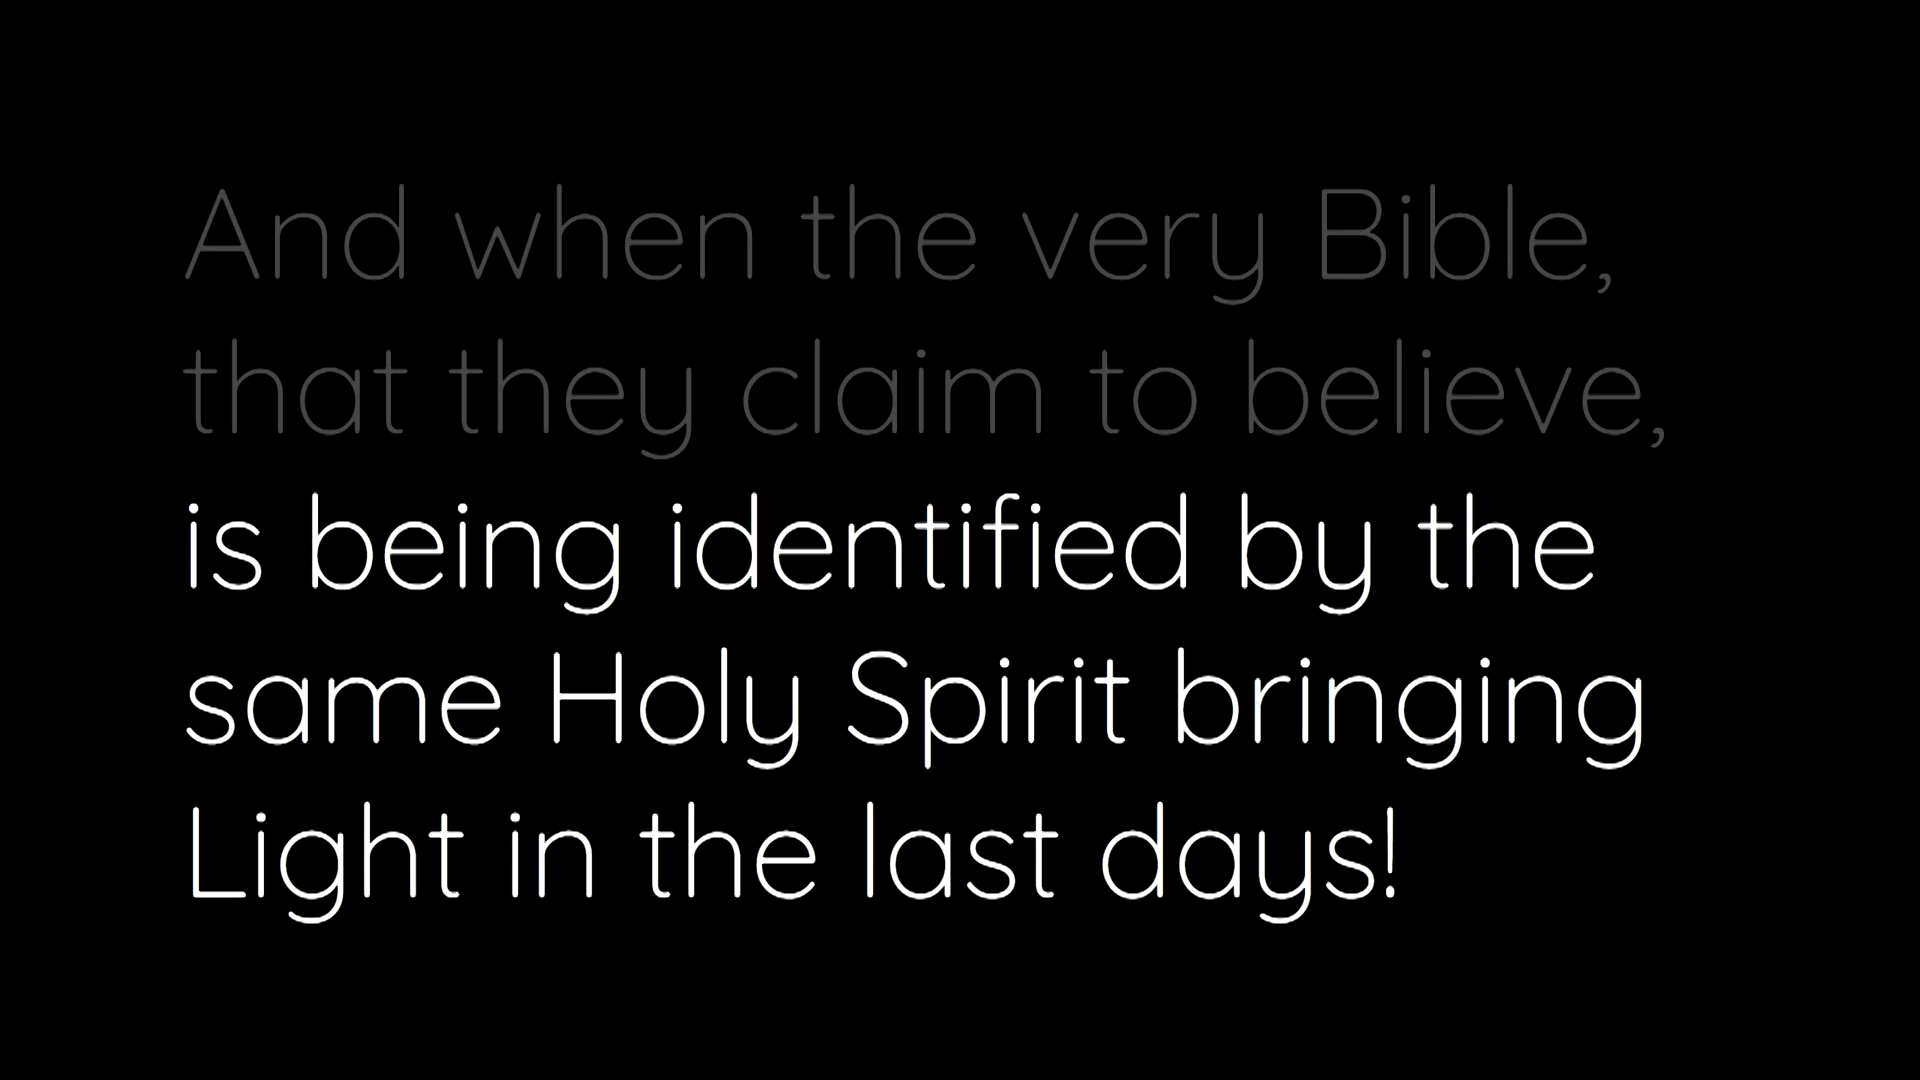 And when the very Bible,
that they claim to believe,
is being identified by the
same Holy Spirit bringing
Light in the last days!